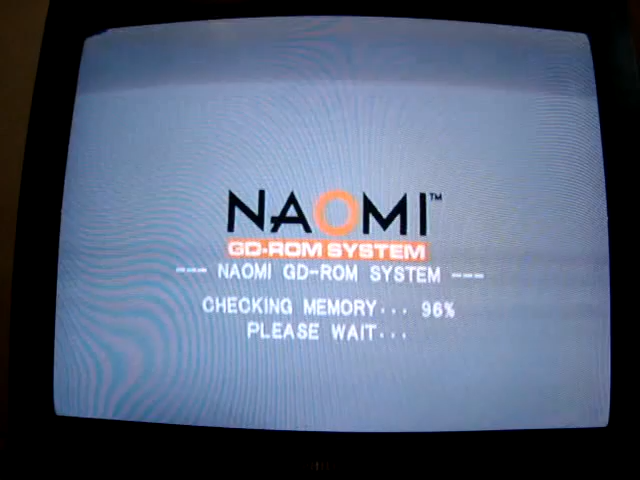 NAOMI™
GD-ROM SYSTEM
--- NAOMI GD-ROM SYSTEM ---
CHECKING MEMORY... 96%
PLEASE WAIT...